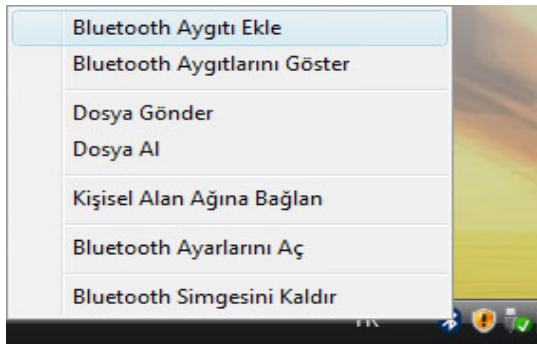 Bluetooth Aygıtı Ekle
Bluetooth Aygıtlarını Göster
Dosya Gönder
Dosya Al
Kişisel Alan Ağına Bağlan
Bluetooth Ayarlarını Aç
Bluetooth Simgesini Kaldır